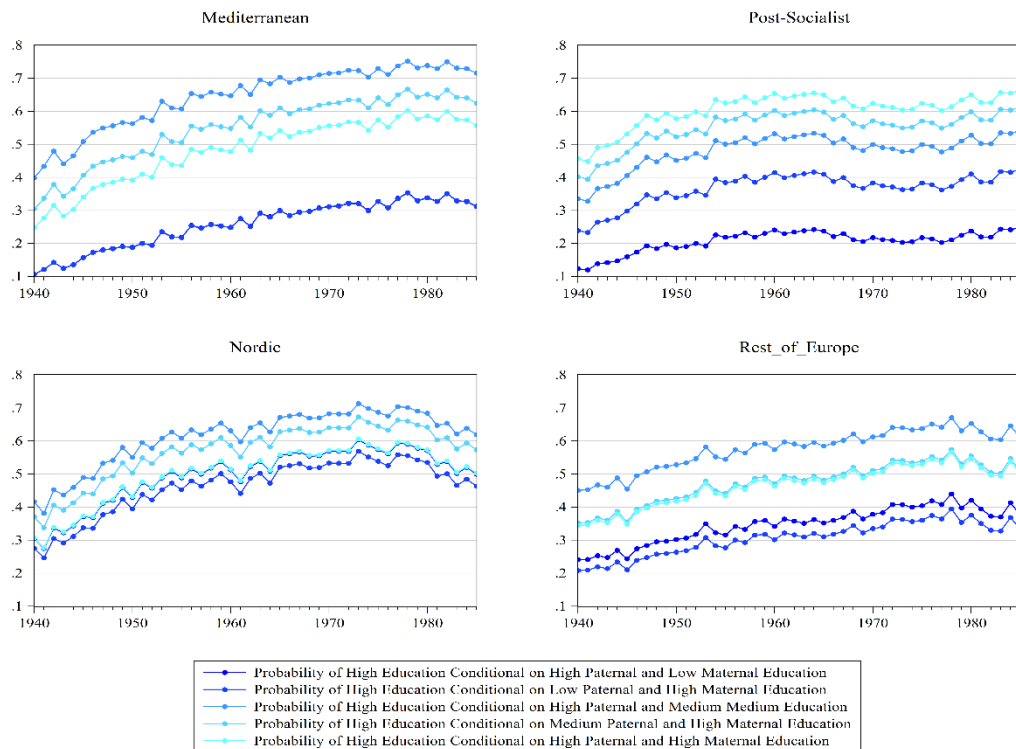 Mediterranean
.8
.7
.6
.5
.4
.3
.2
.1
1940 1950 1960 1970 1980
Post-Socialist
.8
.7
.6
.5
.4
.3
.2
.1
1940 1950 1960 1970 1980
Nordic
.8
.7
.6
.5
.4
.3
.2
.1
1940 1950 1960 1970 1980
Rest_of_Europe
.8
.7
.6
.5
.4
.3
.2
.1
1940 1950 1960 1970 1980
Probability of High Education Conditional on High Paternal and Low Maternal Education
Probability of High Education Conditional on Low Paternal and High Maternal Education
Probability of High Education Conditional on High Paternal and Medium Medium Education
Probability of High Education Conditional on Medium Paternal and High Maternal Education
Probability of High Education Conditional on High Paternal and High Maternal Education